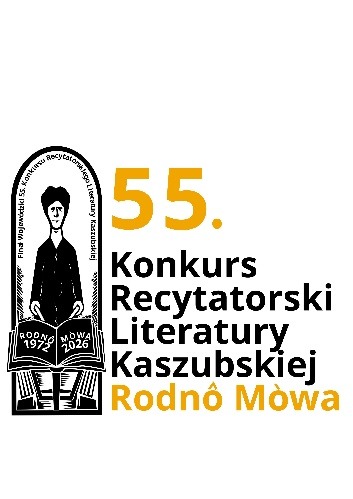 Finał Wojewódzki 55. Konkursu Recytatorskiego Literatury Kaszubskiej
RODNÔ MÒWA
1972 2026
55.
Konkurs
Recytatorski
Literatury
Kaszubskiej
Rodnô Mòwa